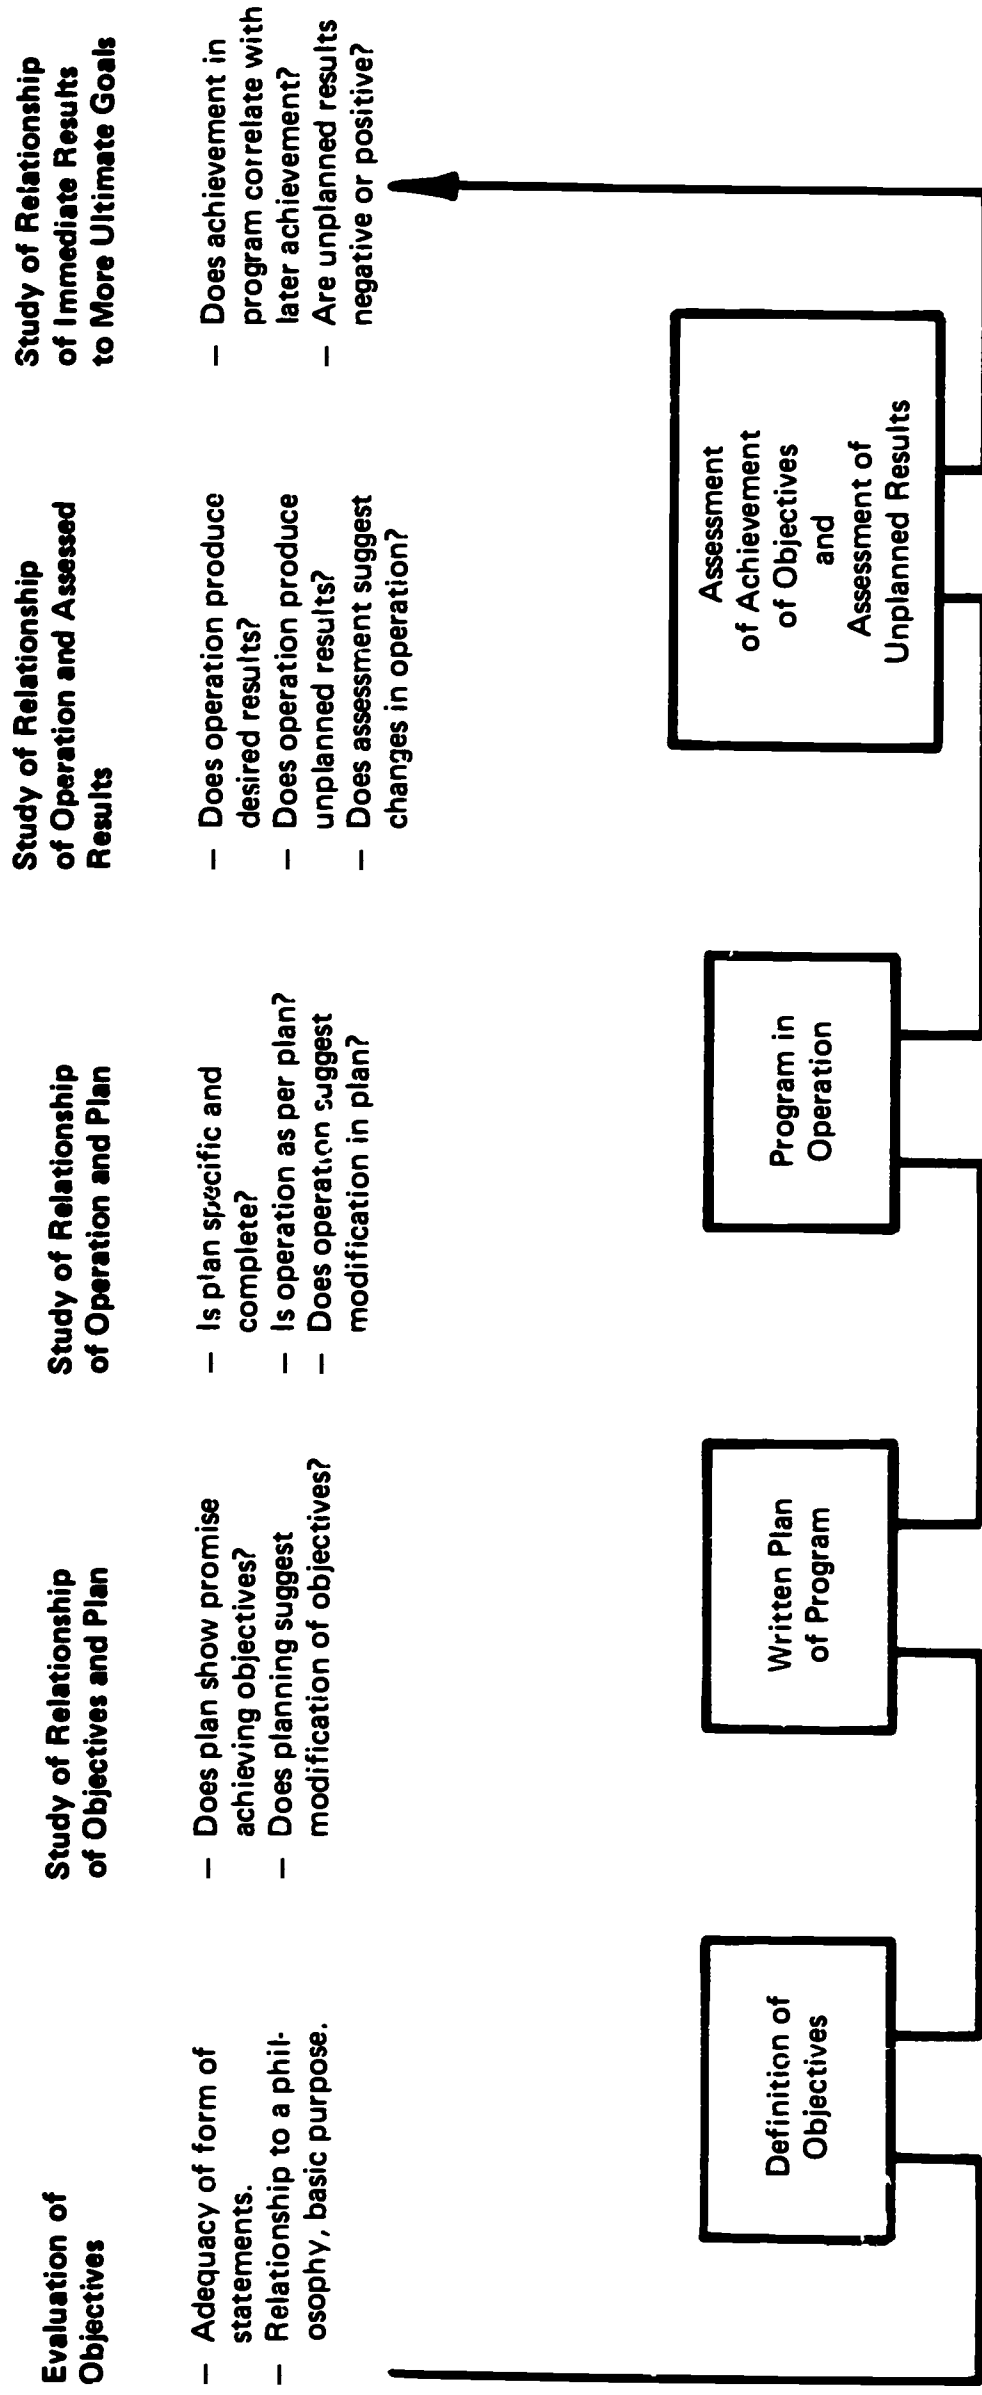 Evaluation of
Objectives
— Adequacy of form of
statements.
— Relationship to a phil-
osophy, basic purpose.
Study of Relationship
of Objectives and Plan
— Does plan show promise
achieving objectives?
— Does planning suggest
modification of objectives?
Study of Relationship
of Operation and Plan
— Is plan specific and
complete?
— Is operation as per plan?
— Does operation suggest
modification in plan?
Study of Relationship
of Operation and Assessed
Results
— Does operation produce
desired results?
— Does operation produce
unplanned results?
— Does assessment suggest
changes in operation?
Study of Relationship
of Immediate Results
to More Ultimate Goals
— Does achievement in
program correlate with
later achievement?
— Are unplanned results
negative or positive?
Definition of
Objectives
Written Plan
of Program
Program in
Operation
Assessment
of Achievement
of Objectives
and
Assessment of
Unplanned Results